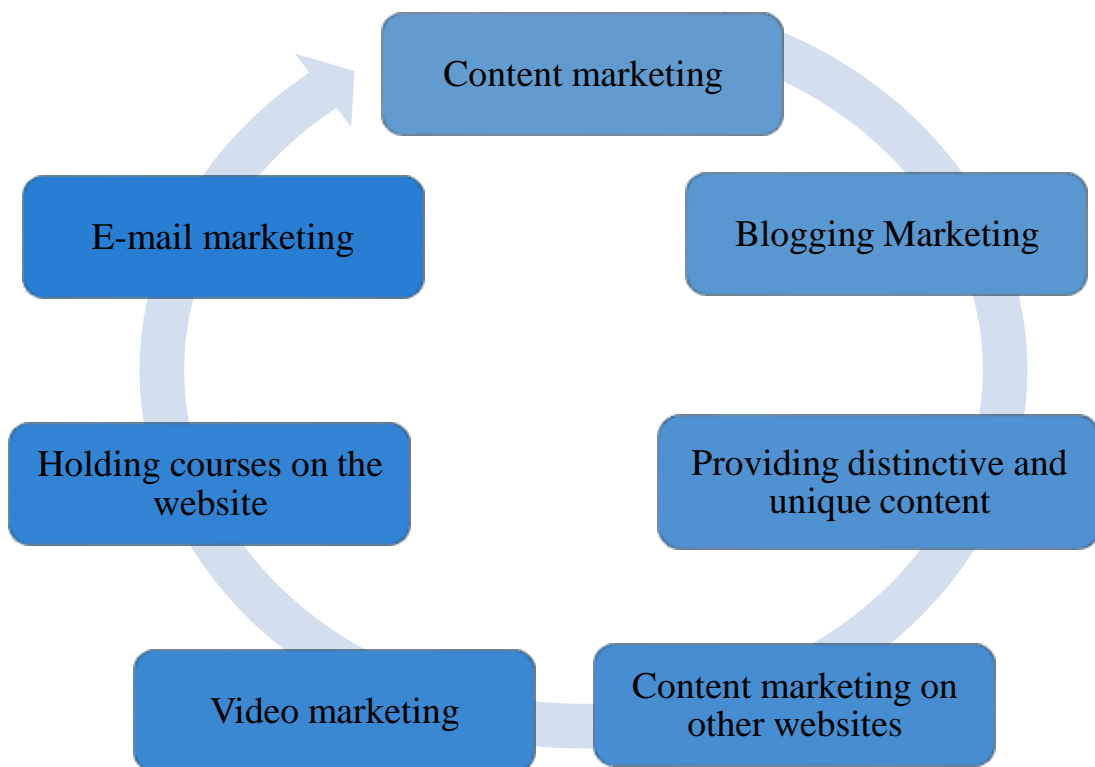 Content marketing
Blogging Marketing
Providing distinctive and
unique content
Content marketing on
other websites
Video marketing
Holding courses on the
website
E-mail marketing